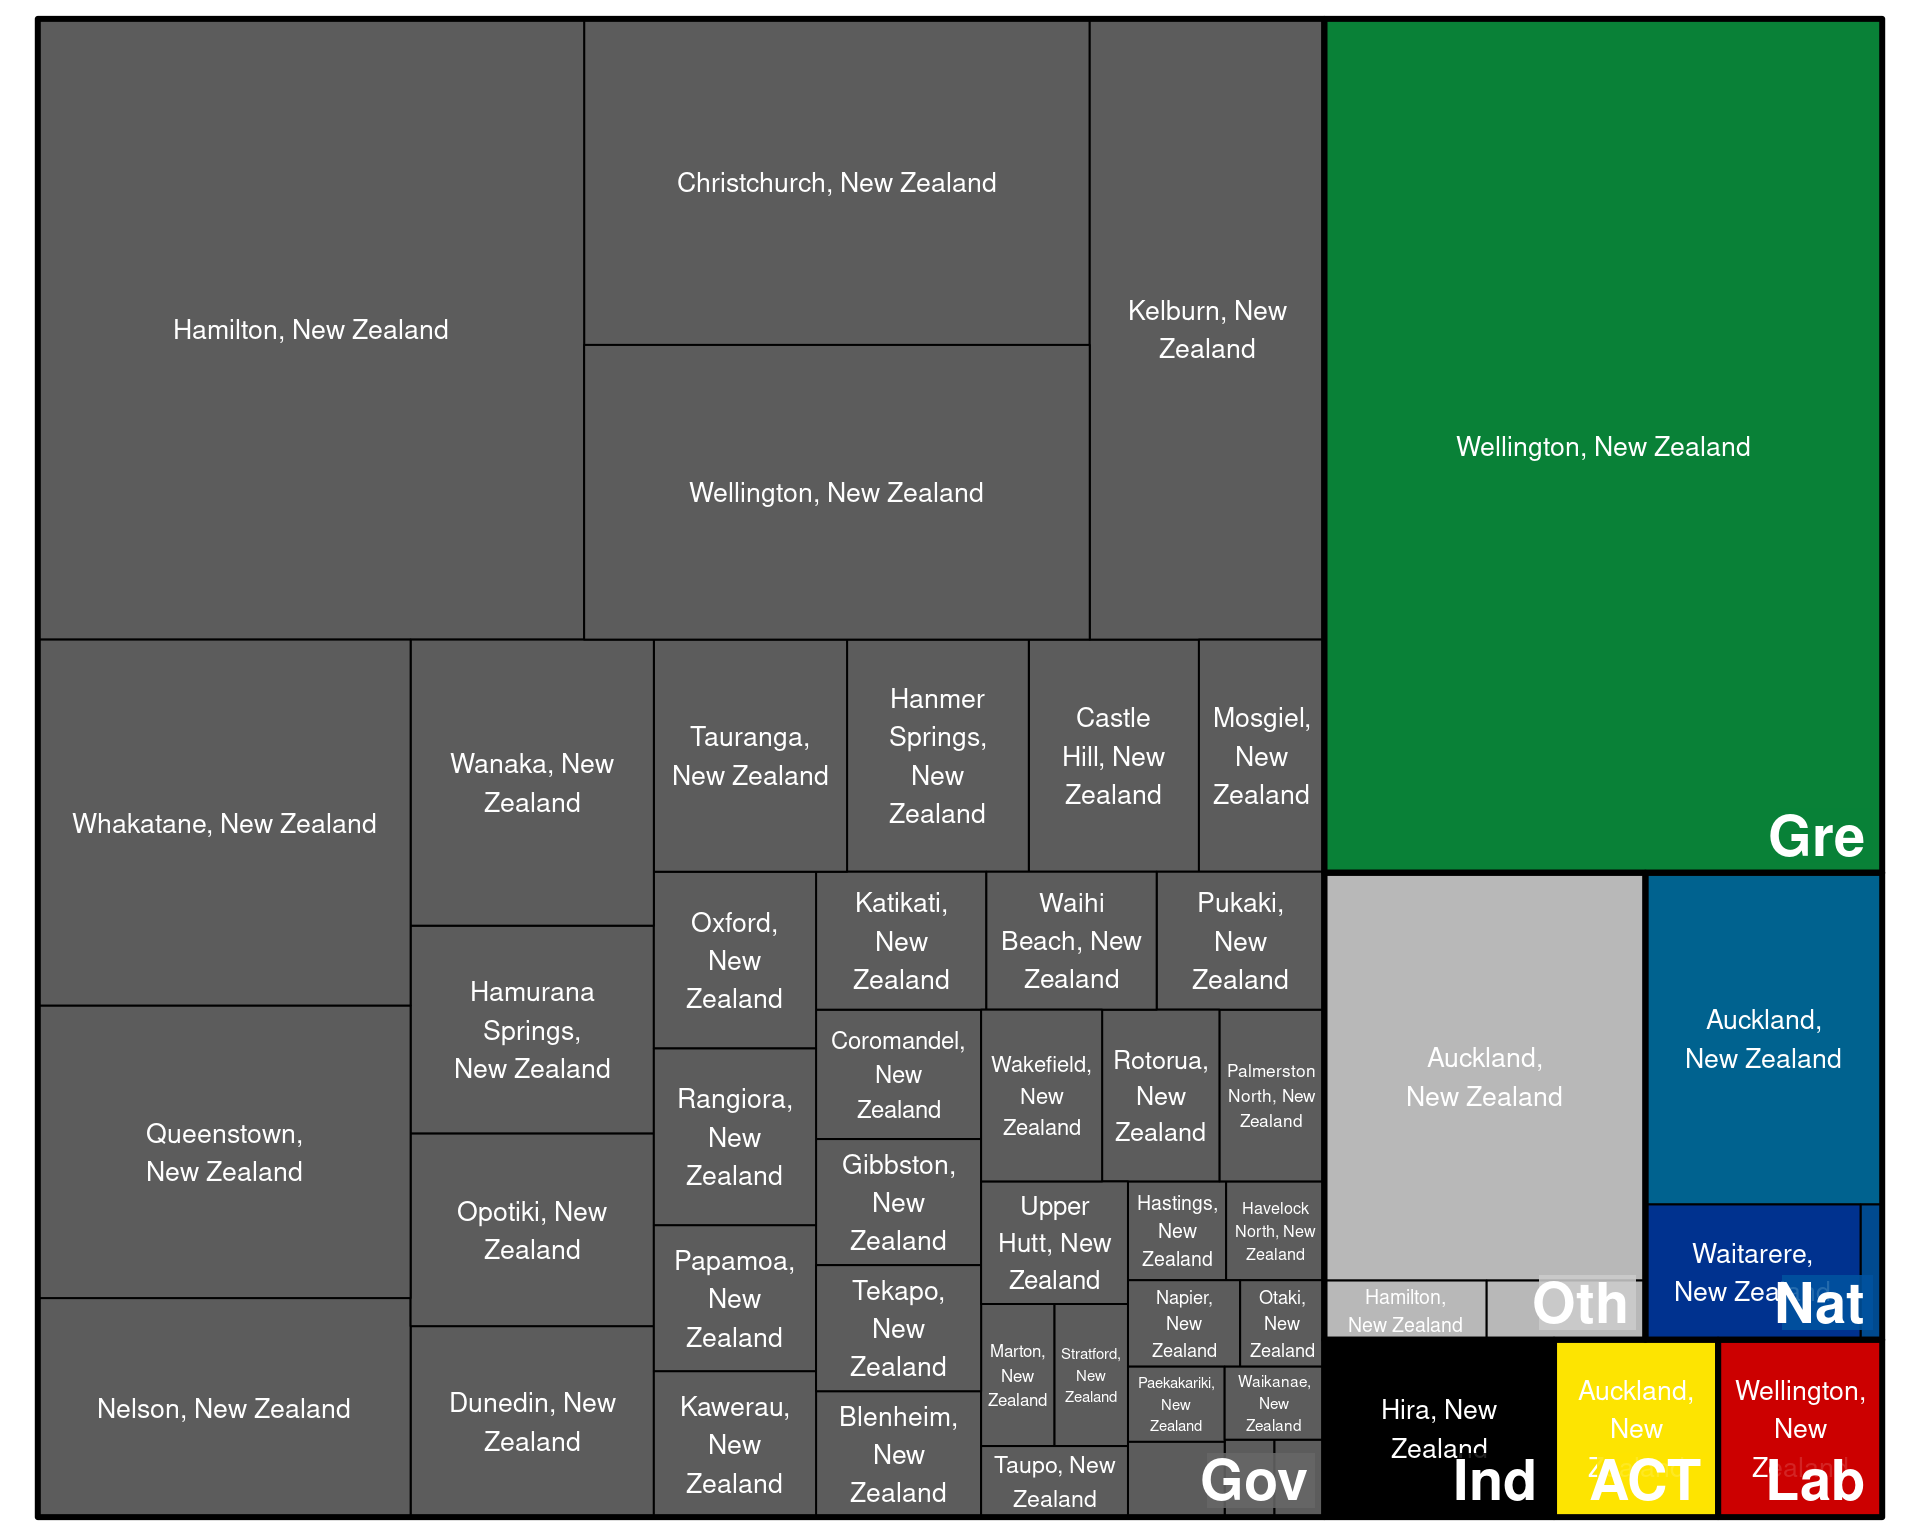 Hamilton, New Zealand
Christchurch, New Zealand
Wellington, New Zealand
Kelburn, New
Zealand
Whakatane, New Zealand
Queenstown,
New Zealand
Nelson, New Zealand
Wanaka, New
Zealand
Hamurana
Springs,
New Zealand
Opotiki, New
Zealand
Dunedin, New
Zealand
Tauranga,
New Zealand
Hanmer
Springs,
New
Zealand
Castle
Hill, New
Zealand
Mosgiel,
New
Zealand
Oxford,
New
Zealand
Rangiora,
New
Zealand
Papamoa,
New
Zealand
Kawerau,
New
Zealand
Katikati,
New
Zealand
Waihi
Beach, New
Zealand
Pukaki,
New
Zealand
Coromandel,
New
Zealand
Gibbston,
New
Zealand
Tekapo,
New
Zealand
Blenheim,
New
Zealand
Wakefield,
New
Zealand
Rotorua,
New
Zealand
Palmerston
North, New
Zealand
Upper
Hutt, New
Zealand
Marton,
New
Zealand
Stratford,
New
Zealand
Taupo, New
Zealand
Hastings,
New
Zealand
Havelock
North, New
Zealand
Napier,
New
Zealand
Otaki,
New
Zealand
Paekakariki,
New
Zealand
Waikanae,
New
Zealand
Gov
Wellington, New Zealand
Gre
Auckland,
New Zealand
Hamilton,
New Zealand
Oth
Auckland,
New Zealand
Waitarere,
New Zealand
Nat
Hira, New
Zealand
Ind
Auckland,
New
Zealand
ACT
Wellington,
New
Zealand
Lab